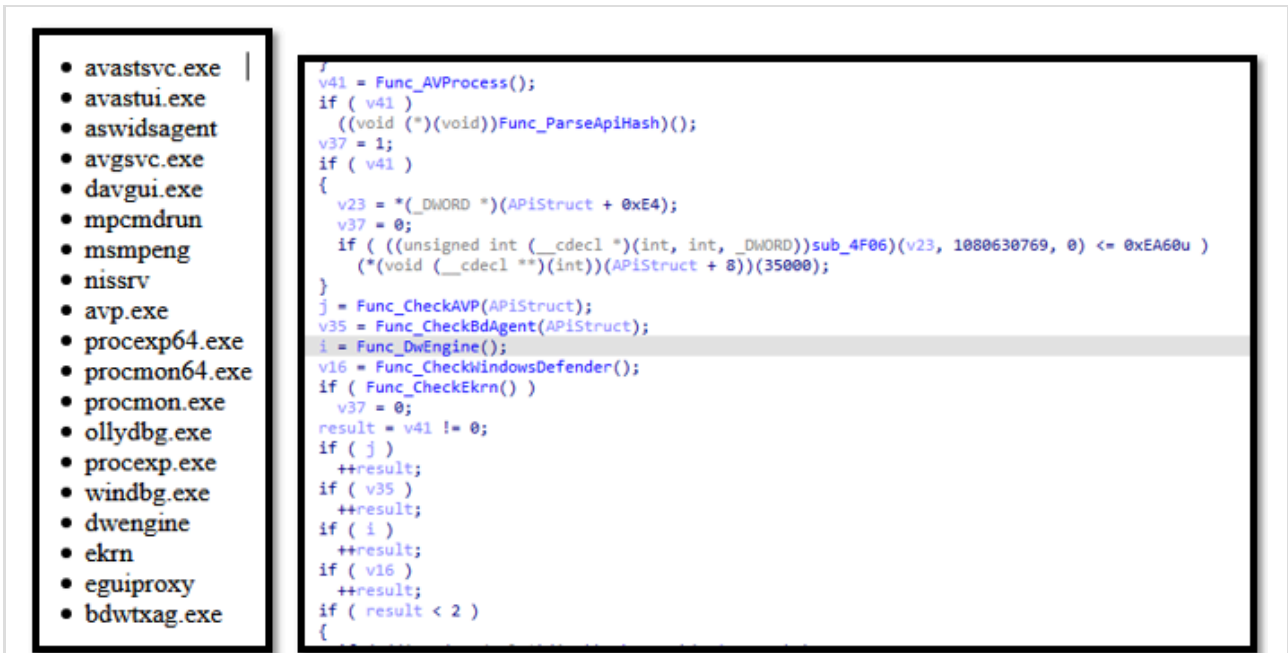 • avastsvc.exe
• avastui.exe
• aswidsagent
• avgsvc.exe
• davgui.exe
• mpcmdrun
• msmpeng
• nissrv
• avp.exe
• procexp64.exe
• procmon64.exe
• procmon.exe
• ollydbg.exe
• procexp.exe
• windbg.exe
• dwengine
• ekrn
• eguiproxy
• bdwtxag.exe
v41 = Func_AVProcess();
if ( v41 )
((void (*)(void))Func_ParseApiHash)();
v37 = 1;
if ( v41 )
{
v23 = *(_DWORD *)(APiStruct + 0xE4);
v37 = 0;
if ( ((unsigned int (__cdecl *)(int, int, _DWORD))sub_4F06)(v23, 1080630769, 0) <= 0xEA60u )
(*(void (__cdecl **)(int))(APiStruct + 8))(35000);
}
j = Func_CheckAVP(APiStruct);
v35 = Func_CheckBdAgent(APiStruct);
i = Func_DwEngine();
v16 = Func_CheckWindowsDefender();
if ( Func_CheckEkrn() )
v37 = 0;
result = v41 != 0;
if ( j )
++result;
if ( v35 )
++result;
if ( i )
++result;
if ( v16 )
++result;
if ( result < 2 )
{